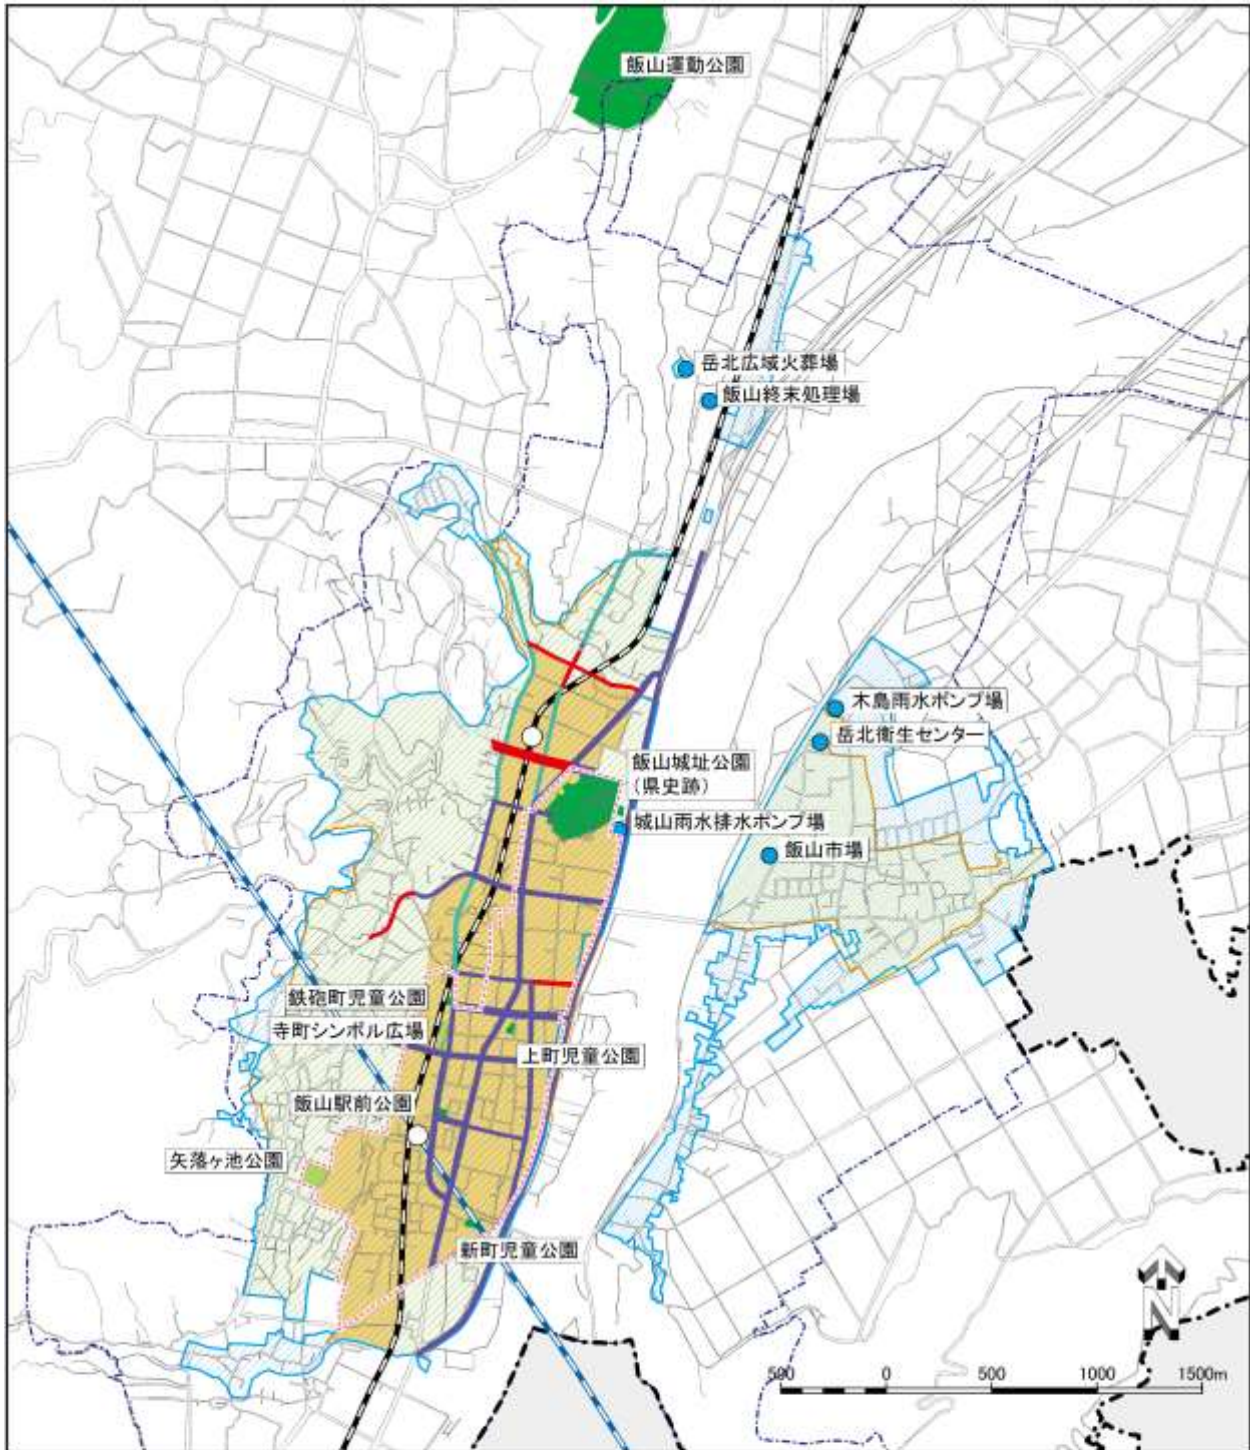 飯山運動公園
岳北広域火葬場
飯山終末処理場
木島雨水ポンプ場
岳北衛生センター
飯山城址公園
(県史跡)
城山雨水排水ポンプ場
飯山市場
鉄砲町児童公園
寺町シンボル広場
上町児童公園
飯山駅前公園
矢落ヶ池公園
新町児童公園
N
500 0 500 1000 1500m